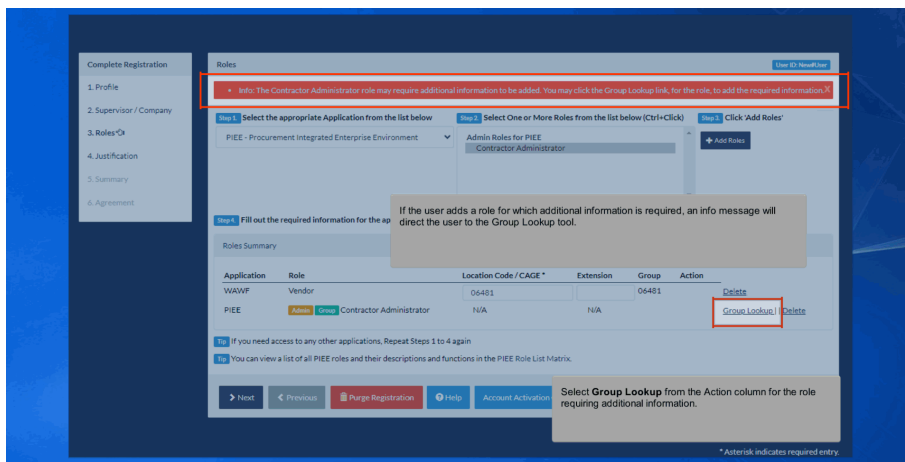 Complete Registration
1. Profile
2. Supervisor / Company
3. Roles
4. Justification
5. Summary
6. Agreement
Roles
User ID: New#User
Info: The Contractor Administrator role may require additional information to be added. You may click the Group Lookup link, for the role, to add the required information. X
Step 1. Select the appropriate Application from the list below
PIEE - Procurement Integrated Enterprise Environment
Step 2. Select One or More Roles from the list below (Ctrl+Click)
Admin Roles for PIEE
Contractor Administrator
Step 3. Click 'Add Roles'
+ Add Roles
If the user adds a role for which additional information is required, an info message will
direct the user to the Group Lookup tool.
Step 4. Fill out the required information for the ap
Roles Summary
Application Role Location Code / CAGE * Extension Group Action
WAWF Vendor 06481 06481 Delete
PIEE Admin Group Contractor Administrator N/A N/A Group Lookup | | Delete
Tip If you need access to any other applications, Repeat Steps 1 to 4 again
Tip You can view a list of all PIEE roles and their descriptions and functions in the PIEE Role List Matrix.
Next Previous Purge Registration Help Account Activation
Select Group Lookup from the Action column for the role
requiring additional information.
* Asterisk indicates required entry.